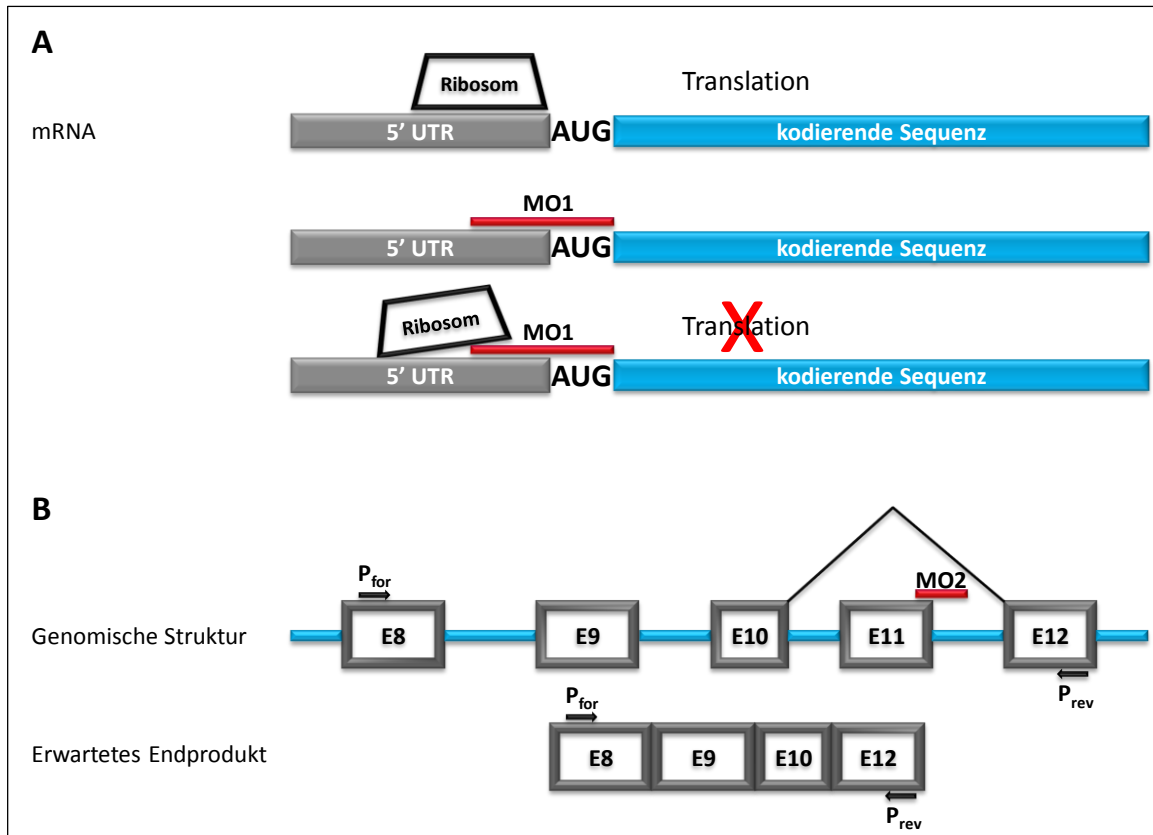 A
Ribosom
Translation
mRNA
5' UTR AUG kodierende Sequenz
MO1
5' UTR AUG kodierende Sequenz
Ribosom
MO1
Translation
X
5' UTR AUG kodierende Sequenz
B
Pfor
MO2
Genomische Struktur
E8 E9 E10 E11 E12
Prev
Pfor
Erwartetes Endprodukt
E8 E9 E10 E12
Prev